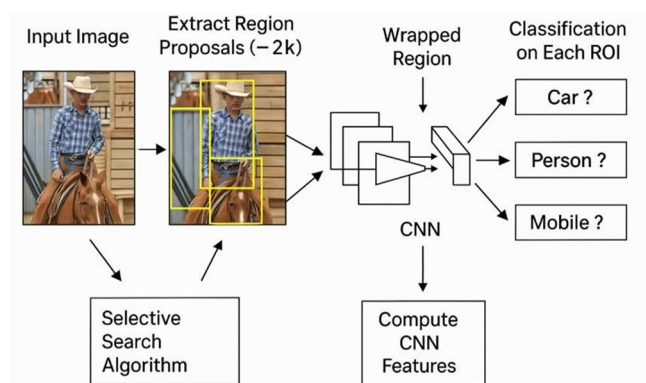 Input Image
Extract Region
Proposals (−2k)
Wrapped
Region
Classification
on Each ROI
Car ?
Person ?
Mobile ?
CNN
Selective
Search
Algorithm
Compute
CNN
Features